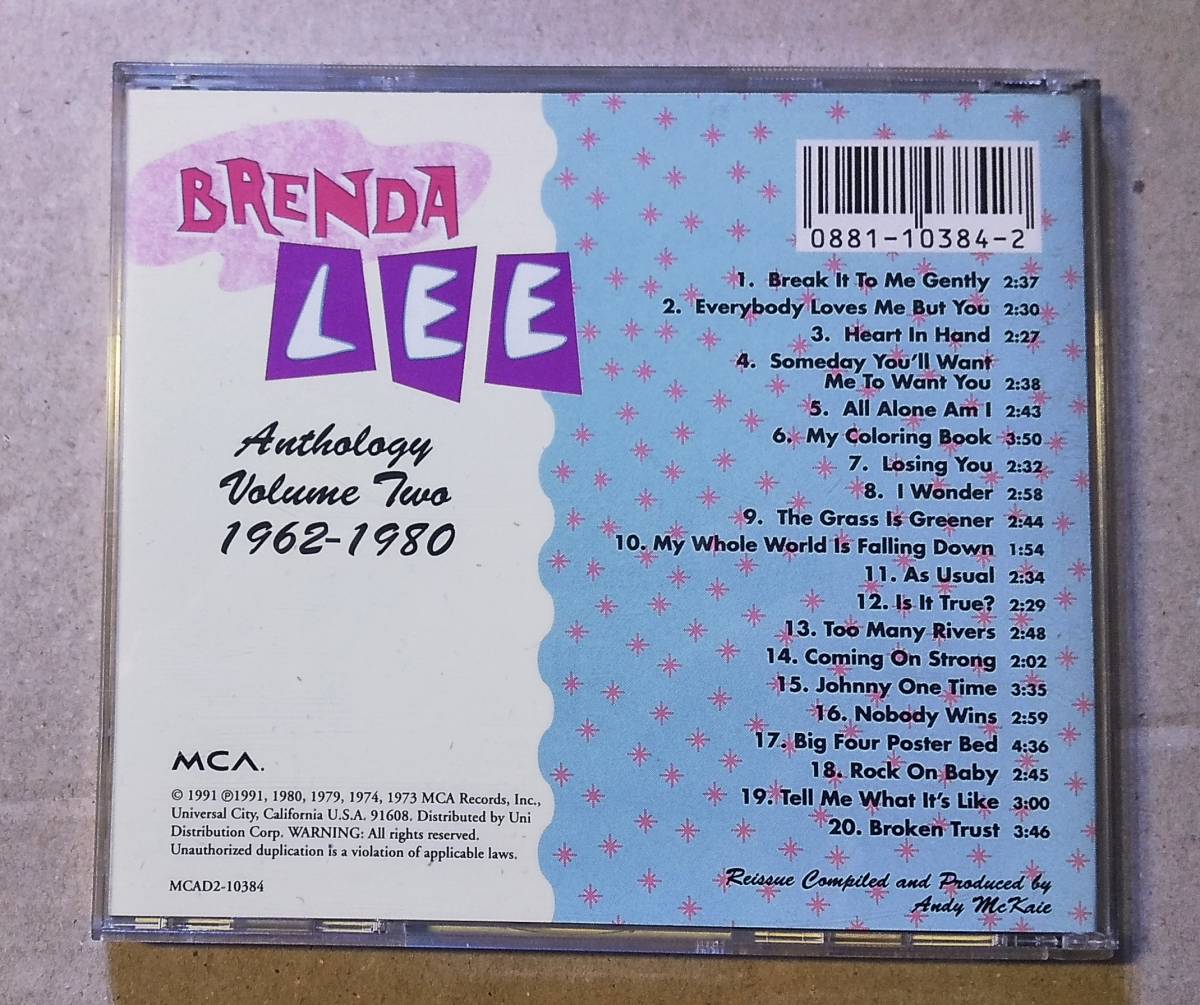 BRENDA
LEE
Anthology
Volume Two
1962-1980
MCA.
© 1991 ℗1991, 1980, 1979, 1974, 1973 MCA Records, Inc.,
Universal City, California U.S.A. 91608. Distributed by Uni
Distribution Corp. WARNING: All rights reserved.
Unauthorized duplication is a violation of applicable laws.
MCAD2-10384
0881-10384-2
1. Break It To Me Gently 2:37
2. Everybody Loves Me But You 2:30
3. Heart In Hand 2:27
4. Someday You'll Want
Me To Want You 2:38
5. All Alone Am I 2:43
6. My Coloring Book 3:50
7. Losing You 2:32
8. I Wonder 2:58
9. The Grass Is Greener 2:44
10. My Whole World Is Falling Down 1:54
11. As Usual 2:34
12. Is It True? 2:29
13. Too Many Rivers 2:48
14. Coming On Strong 2:02
15. Johnny One Time 3:35
16. Nobody Wins 2:59
17. Big Four Poster Bed 4:36
18. Rock On Baby 2:45
19. Tell Me What It's Like 3:00
20. Broken Trust 3:46
Reissue Compiled and Produced by
Andy McKaie